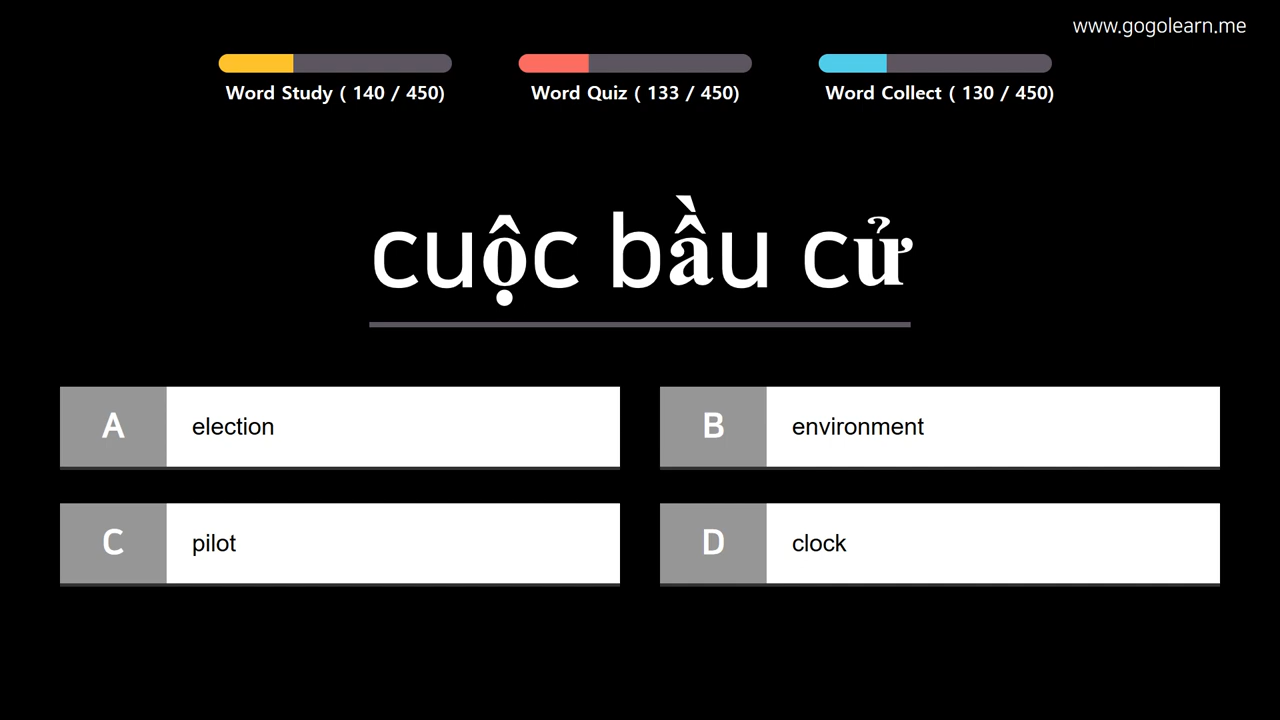 www.gogolearn.me
Word Study ( 140 / 450)
Word Quiz ( 133 / 450)
Word Collect ( 130 / 450)
cuộc bầu cử
A election
B environment
C pilot
D clock